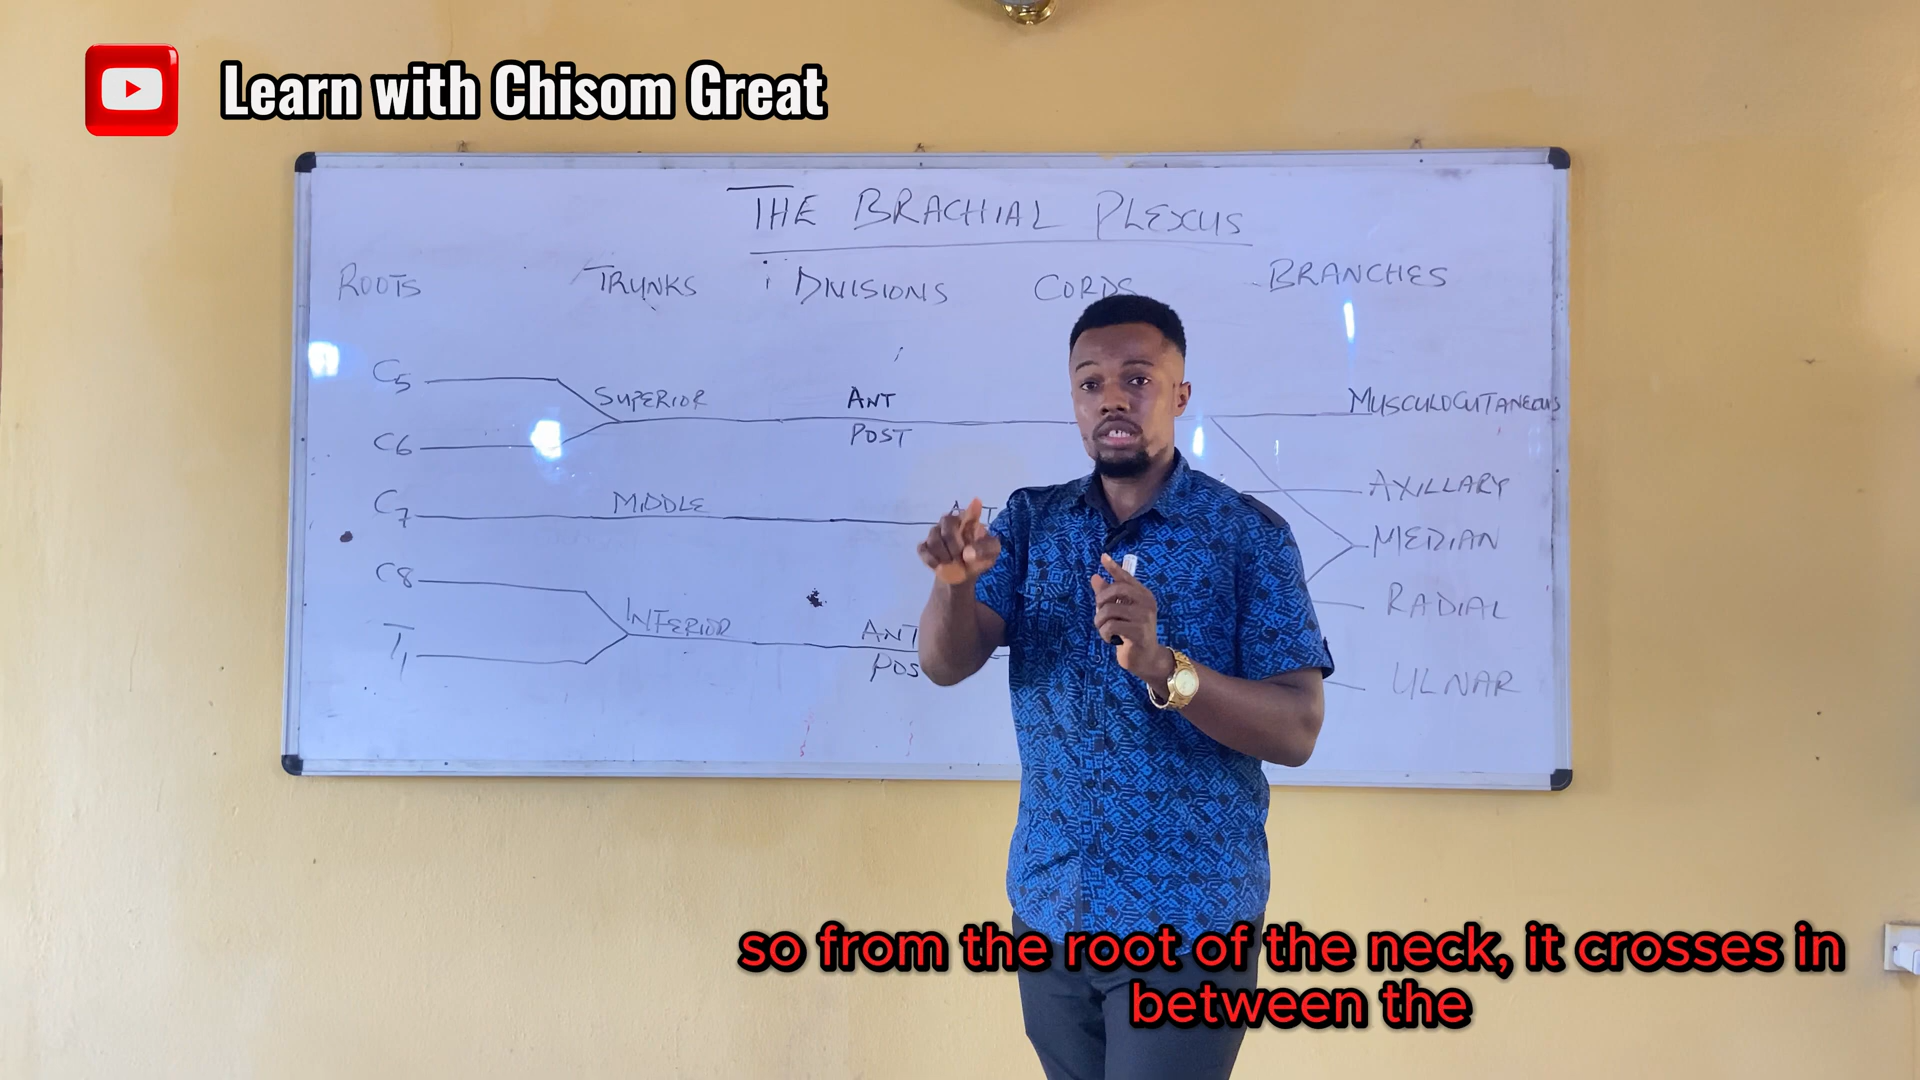 Learn with Chisom Great
THE BRACHIAL PLEXUS
ROOTS TRUNKS DIVISIONS CORDS BRANCHES
C5
SUPERIOR ANT MUSCULOCUTANEOUS
C6 POST
AXILLARY
C7 MIDDLE
MEDIAN
C8
INFERIOR ANT RADIAL
T1 POS
ULNAR
so from the root of the neck, it crosses in
between the